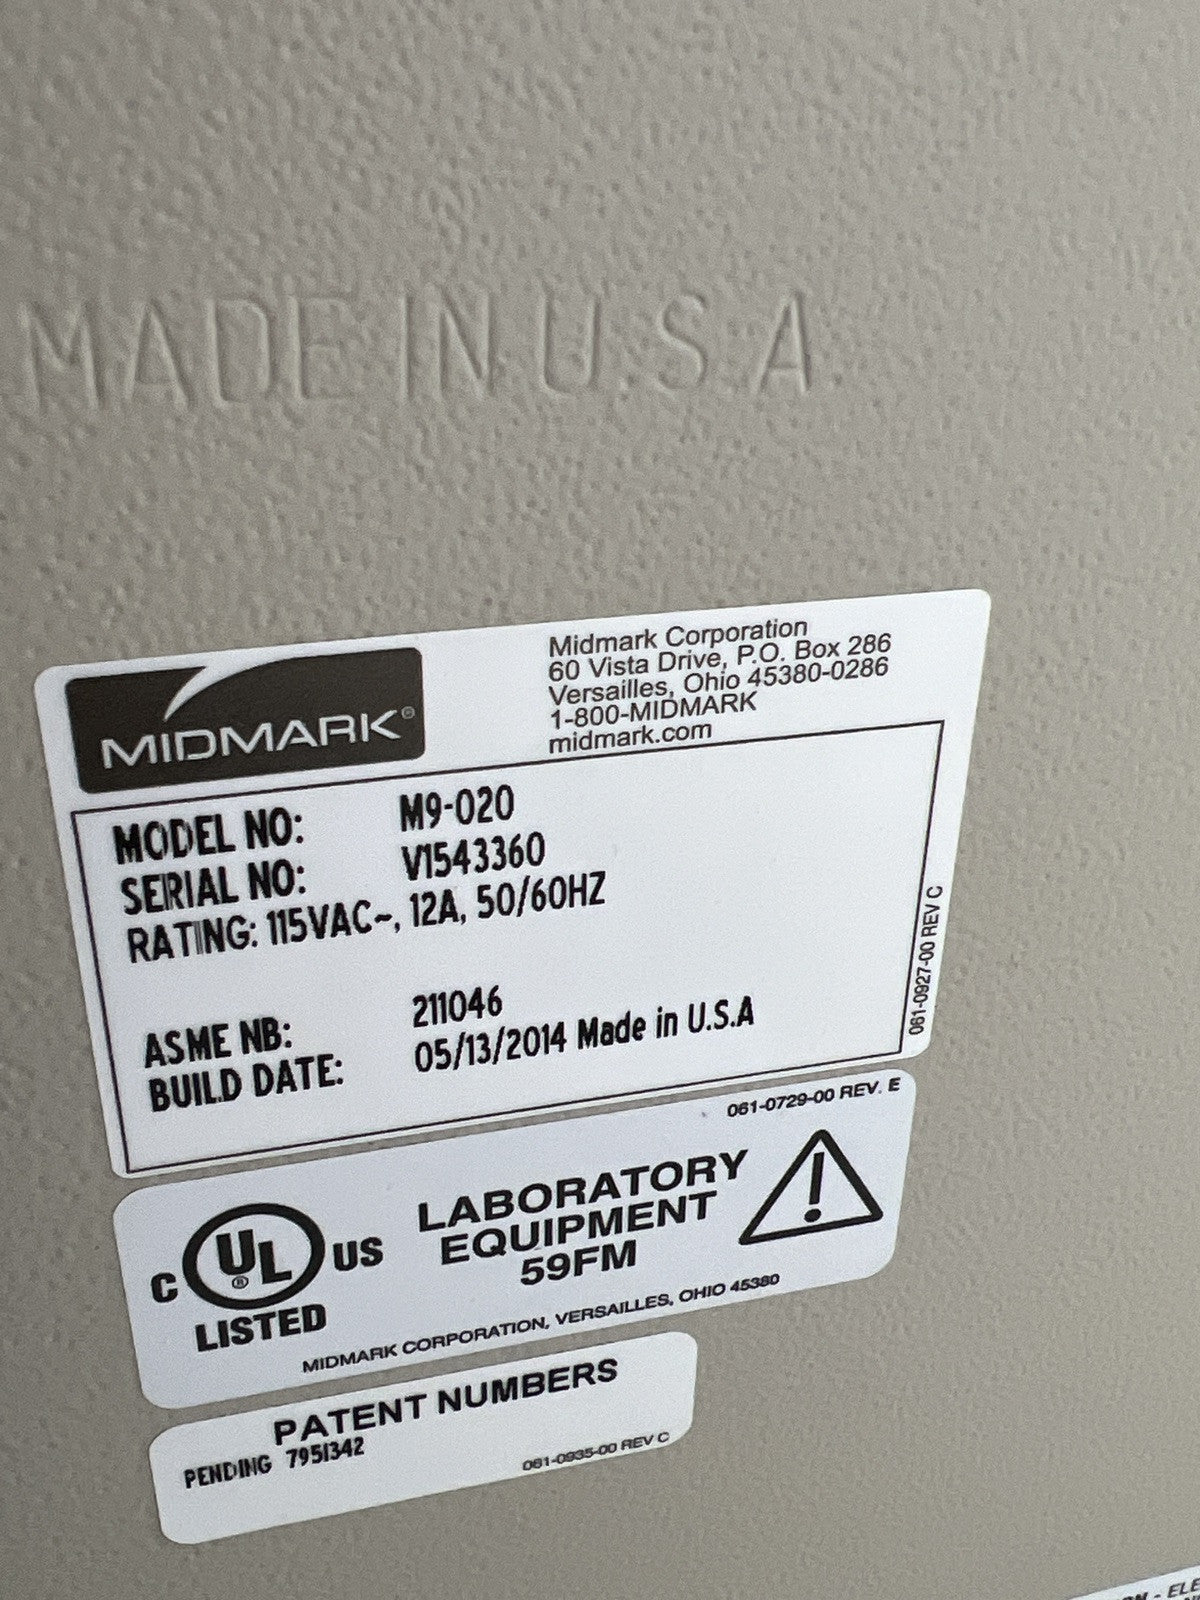 MADE IN U.S.A.
MIDMARK®
Midmark Corporation
60 Vista Drive, P.O. Box 286
Versailles, Ohio 45380-0286
1-800-MIDMARK
midmark.com
MODEL NO: M9-020
SERIAL NO: V1543360
RATING: 115VAC~, 12A, 50/60HZ
ASME NB: 211046
BUILD DATE: 05/13/2014 Made in U.S.A
061-0927-00 REV C
061-0729-00 REV. E
C UL® US
LISTED
LABORATORY
EQUIPMENT
59FM
MIDMARK CORPORATION, VERSAILLES, OHIO 45380
PATENT NUMBERS
PENDING 7951342
061-0935-00 REV C